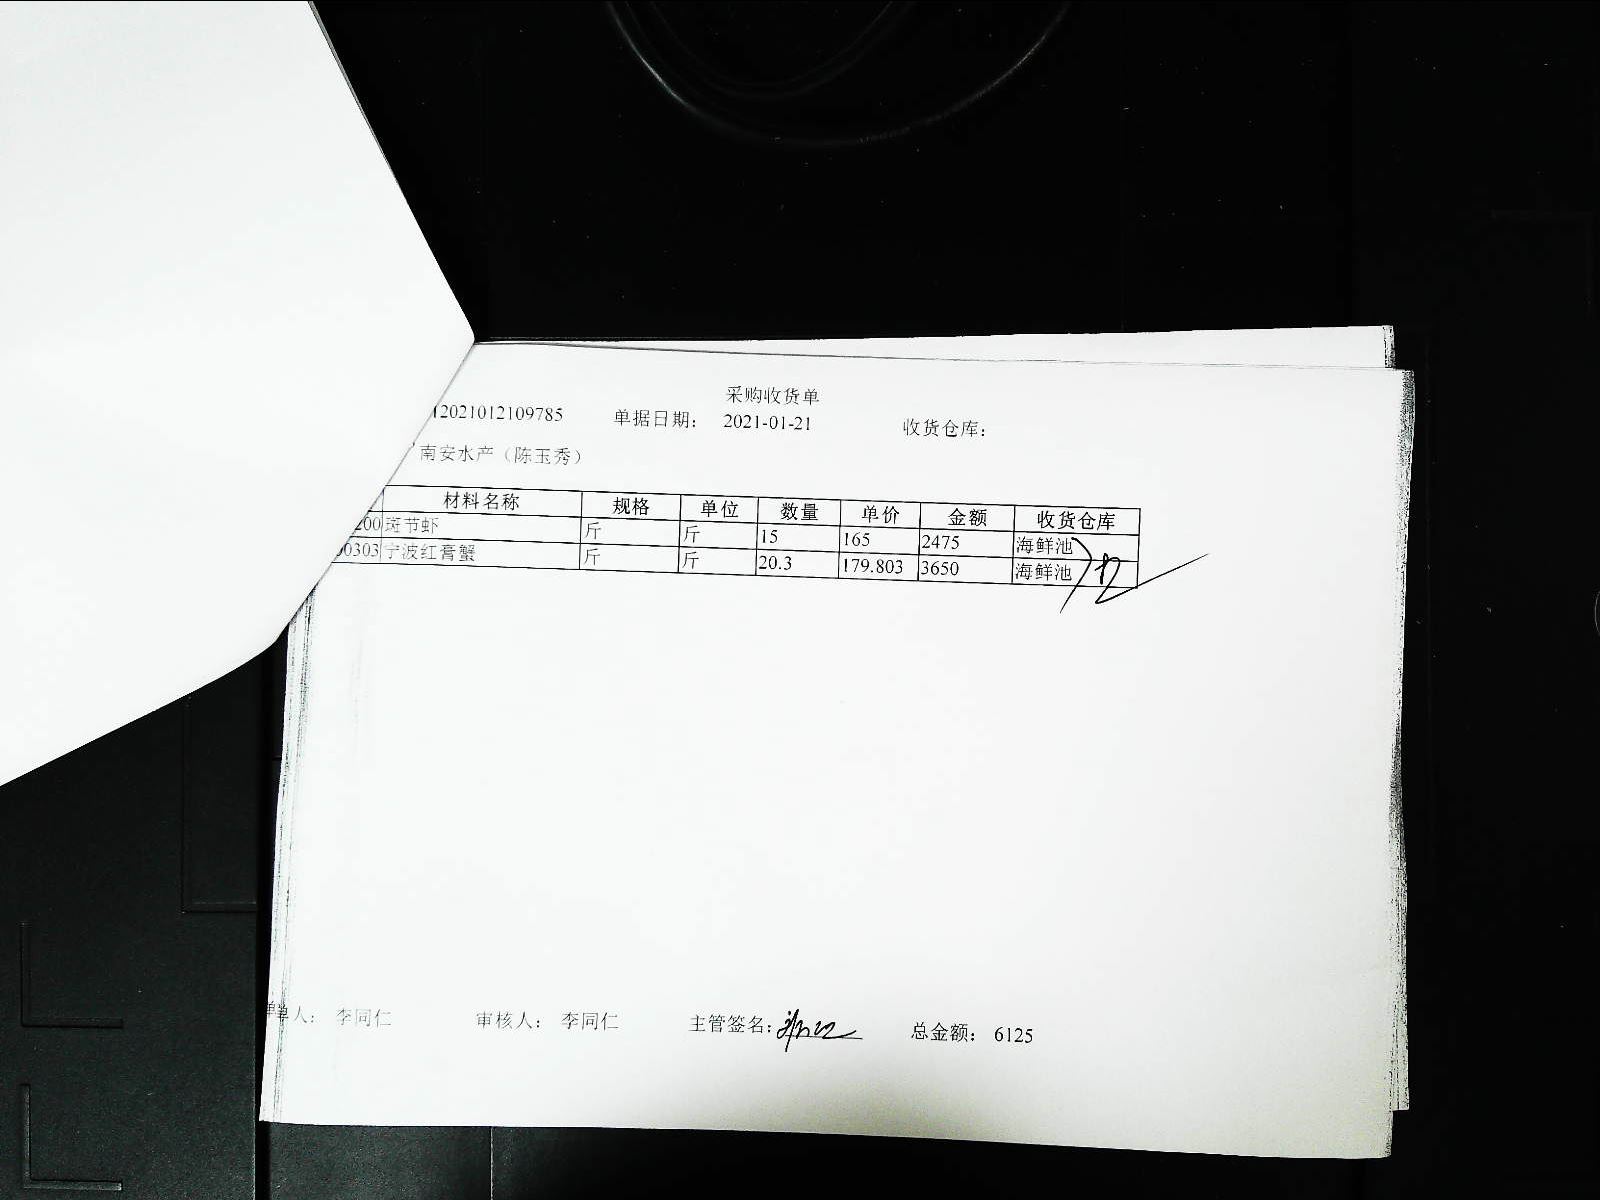 采购收货单
12021012109785 单据日期： 2021-01-21 收货仓库：
南安水产（陈玉秀）
材料名称 规格 单位 数量 单价 金额 收货仓库
200 斑节虾 斤 斤 15 165 2475 海鲜池
00303 宁波红膏蟹 斤 斤 20.3 179.803 3650 海鲜池
单人： 李同仁 审核人： 李同仁 主管签名： 总金额： 6125